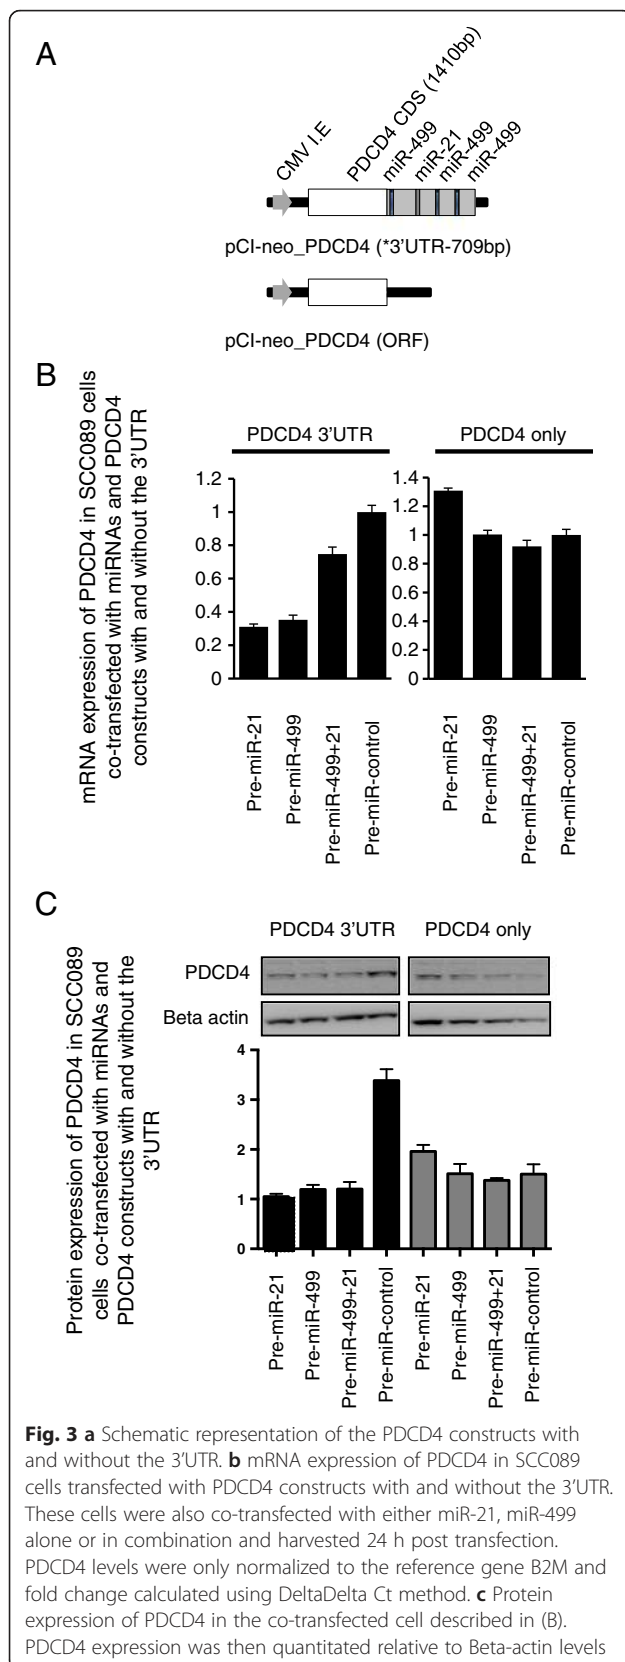 A
CMV I.E
PDCD4 CDS (1410bp)
miR-499
miR-21
miR-499
miR-499
pCI-neo_PDCD4 (*3'UTR-709bp)
pCI-neo_PDCD4 (ORF)
B
mRNA expression of PDCD4 in SCC089 cells
co-transfected with miRNAs and PDCD4
constructs with and without the 3'UTR
PDCD4 3'UTR
1.2
1
0.8
0.6
0.4
0.2
0
Pre-miR-21
Pre-miR-499
Pre-miR-499+21
Pre-miR-control
PDCD4 only
1.4
1.2
1
0.8
0.6
0.4
0.2
0
Pre-miR-21
Pre-miR-499
Pre-miR-499+21
Pre-miR-control
C
Protein expression of PDCD4 in SCC089
cells co-transfected with miRNAs and
PDCD4 constructs with and without the
3'UTR
PDCD4 3'UTR
PDCD4 only
PDCD4
Beta actin
4
3
2
1
0
Pre-miR-21
Pre-miR-499
Pre-miR-499+21
Pre-miR-control
Pre-miR-21
Pre-miR-499
Pre-miR-499+21
Pre-miR-control
Fig. 3 a Schematic representation of the PDCD4 constructs with
and without the 3'UTR. b mRNA expression of PDCD4 in SCC089
cells transfected with PDCD4 constructs with and without the 3'UTR.
These cells were also co-transfected with either miR-21, miR-499
alone or in combination and harvested 24 h post transfection.
PDCD4 levels were only normalized to the reference gene B2M and
fold change calculated using DeltaDelta Ct method. c Protein
expression of PDCD4 in the co-transfected cell described in (B).
PDCD4 expression was then quantitated relative to Beta-actin levels